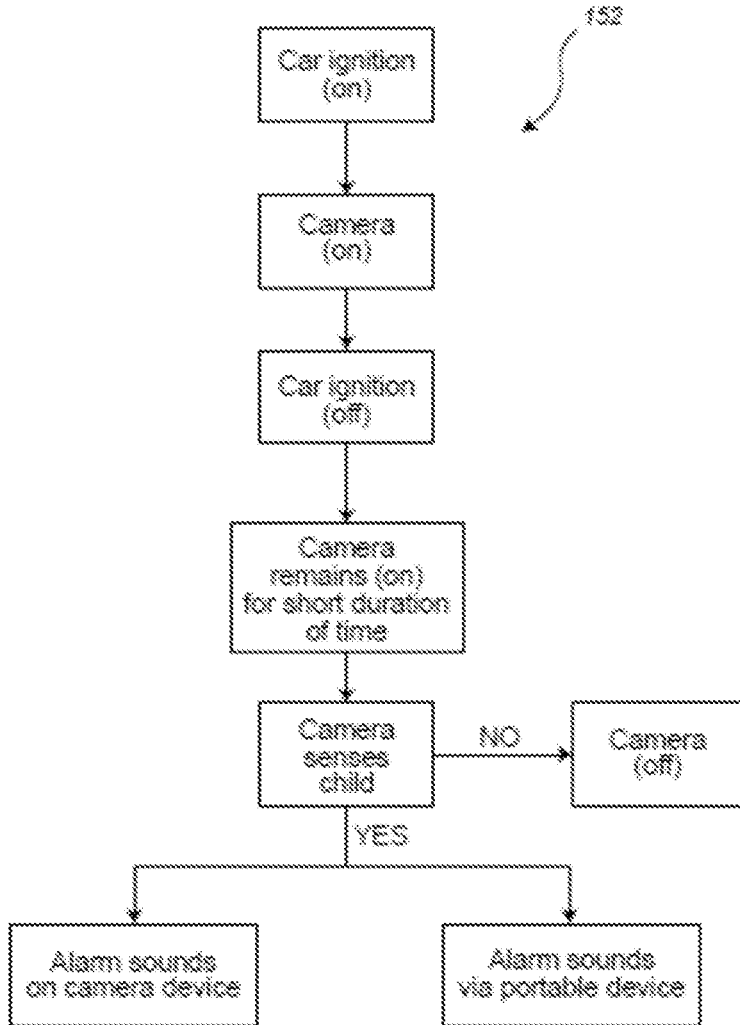 152
Car ignition
(on)
Camera
(on)
Car ignition
(off)
Camera
remains (on)
for short duration
of time
Camera
senses
child
NO
Camera
(off)
YES
Alarm sounds
on camera device
Alarm sounds
via portable device